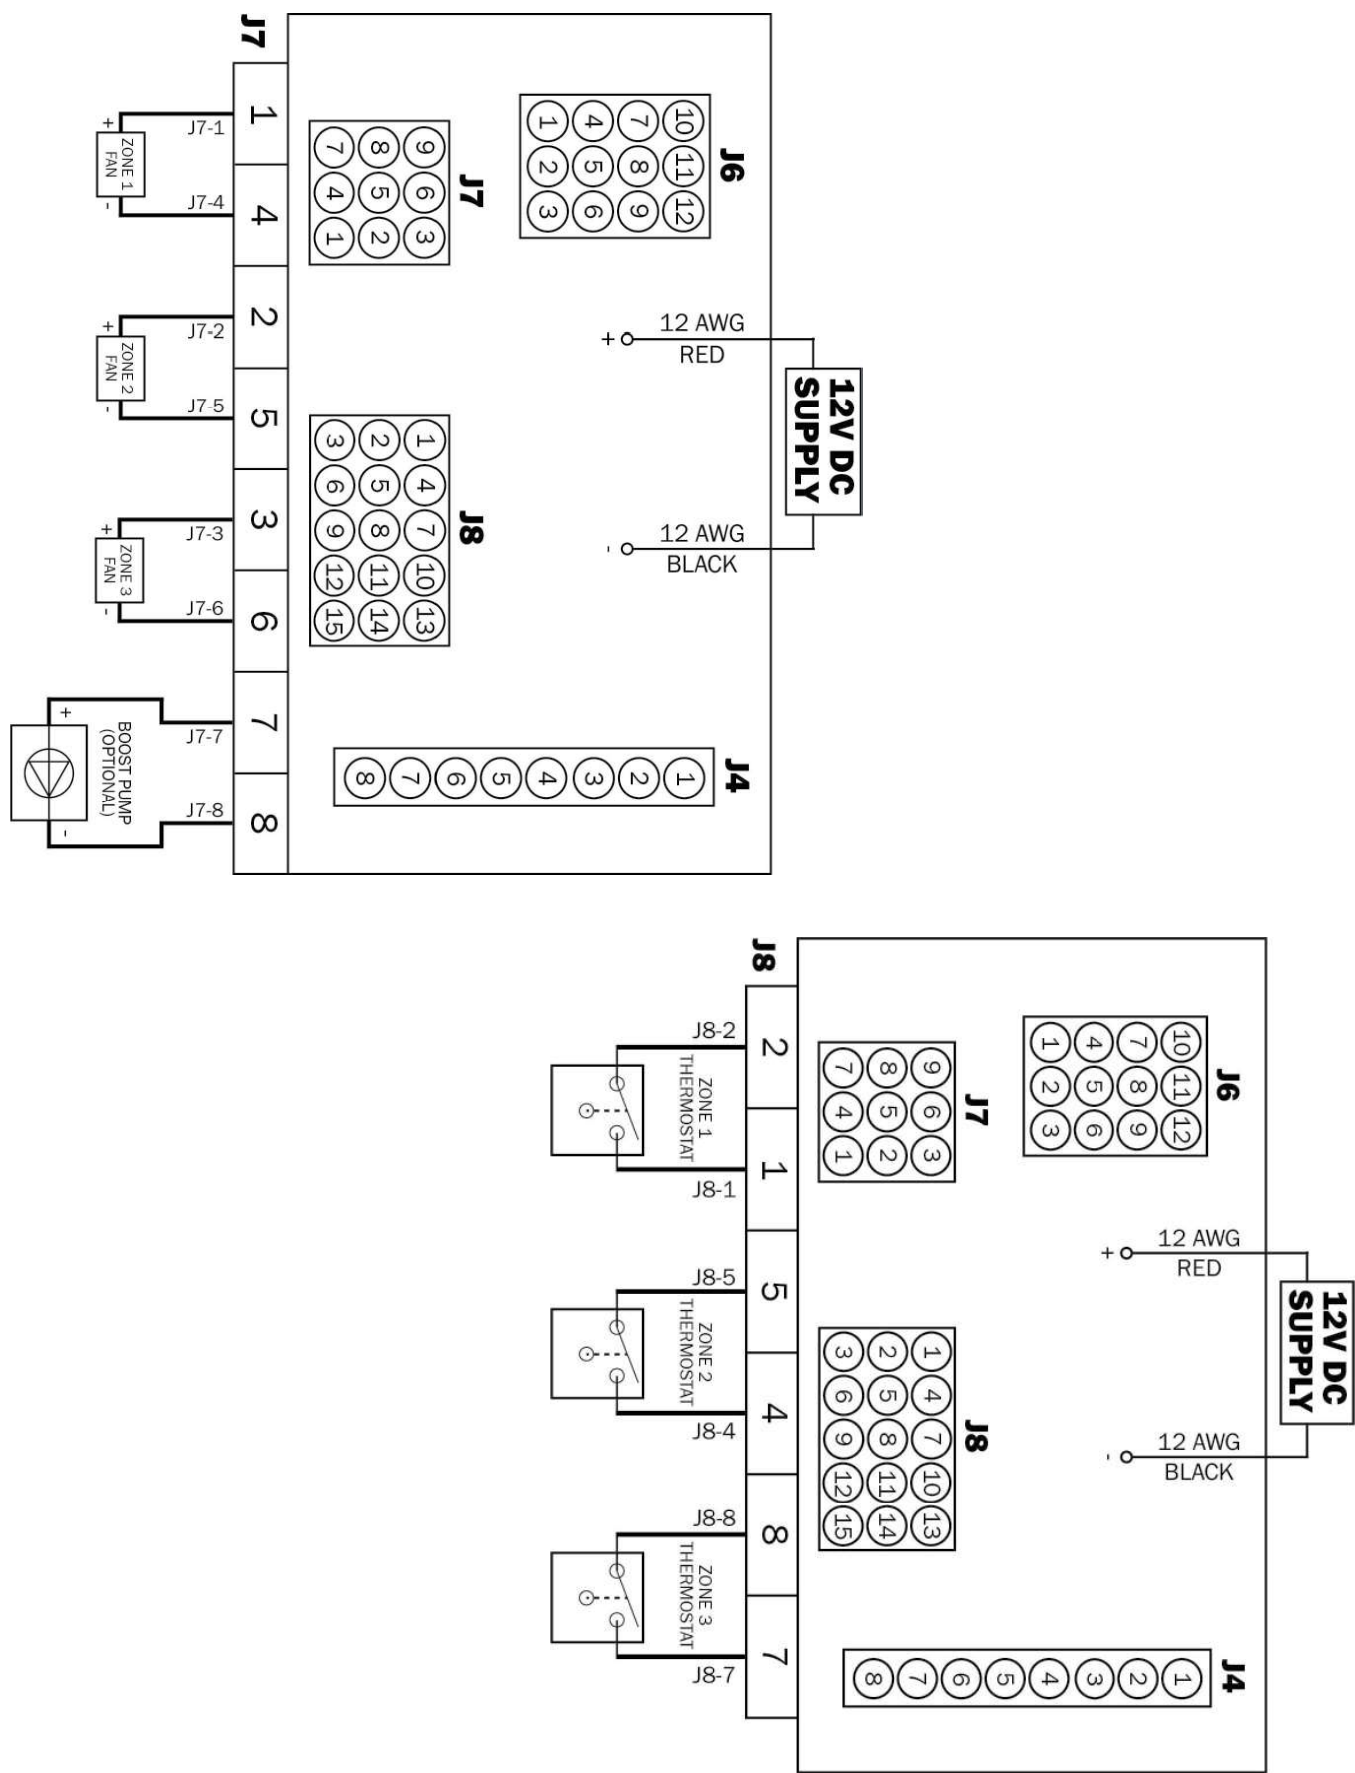 J7
1
4
2
5
3
6
7
8
J7-1
J7-4
J7-2
J7-5
J7-3
J7-6
J7-7
J7-8
+ ZONE 1 -
FAN
+ ZONE 2 -
FAN
+ ZONE 3 -
FAN
+ -
BOOST PUMP
(OPTIONAL)
J6
10 11 12
7 8 9
4 5 6
1 2 3
J7
9 6 3
8 5 2
7 4 1
J8
1 4 7 10 13
2 5 8 11 14
3 6 9 12 15
J4
1
2
3
4
5
6
7
8
12V DC
SUPPLY
+
12 AWG
RED
-
12 AWG
BLACK
J8
2
1
5
4
8
7
J8-2
J8-1
J8-5
J8-4
J8-8
J8-7
ZONE 1
THERMOSTAT
ZONE 2
THERMOSTAT
ZONE 3
THERMOSTAT
J6
10 11 12
7 8 9
4 5 6
1 2 3
J7
9 6 3
8 5 2
7 4 1
J8
1 4 7 10 13
2 5 8 11 14
3 6 9 12 15
J4
1
2
3
4
5
6
7
8
12V DC
SUPPLY
+
12 AWG
RED
-
12 AWG
BLACK